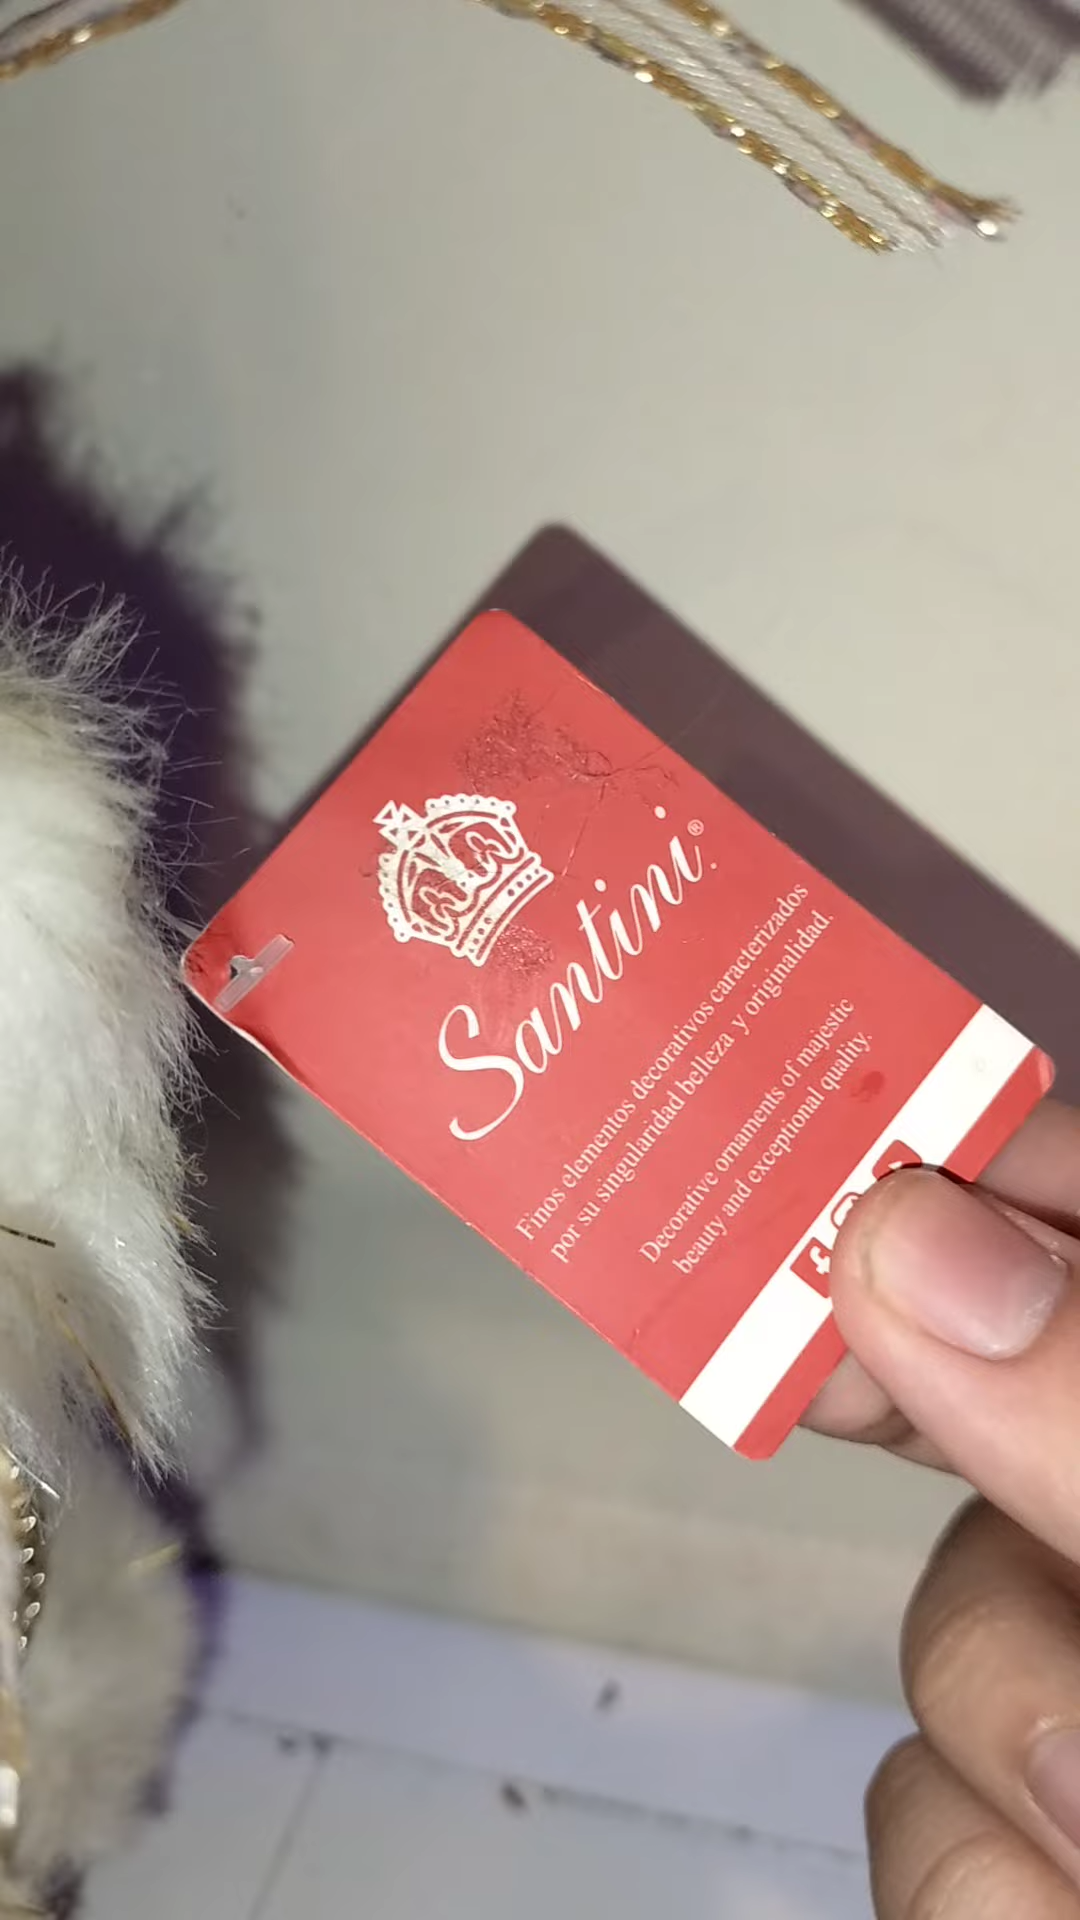 Santini®
Finos elementos decorativos caracterizados
por su singularidad belleza y originalidad.
Decorative ornaments of majestic
beauty and exceptional quality.